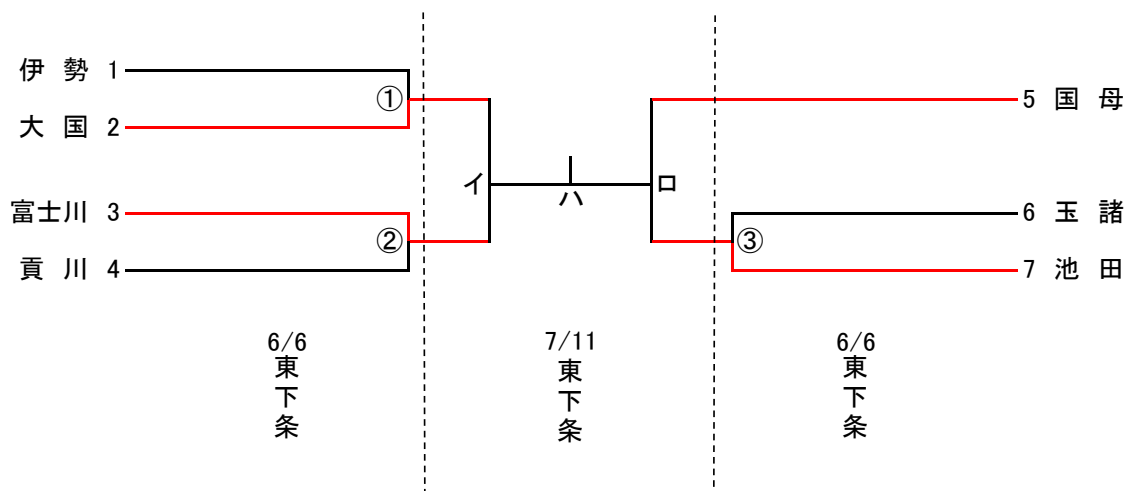 伊 勢 1
①
大 国 2
富士川 3
②
貢 川 4
イ
ハ
ロ
5 国 母
6 玉 諸
③
7 池 田
6/6
東下条
7/11
東下条
6/6
東下条